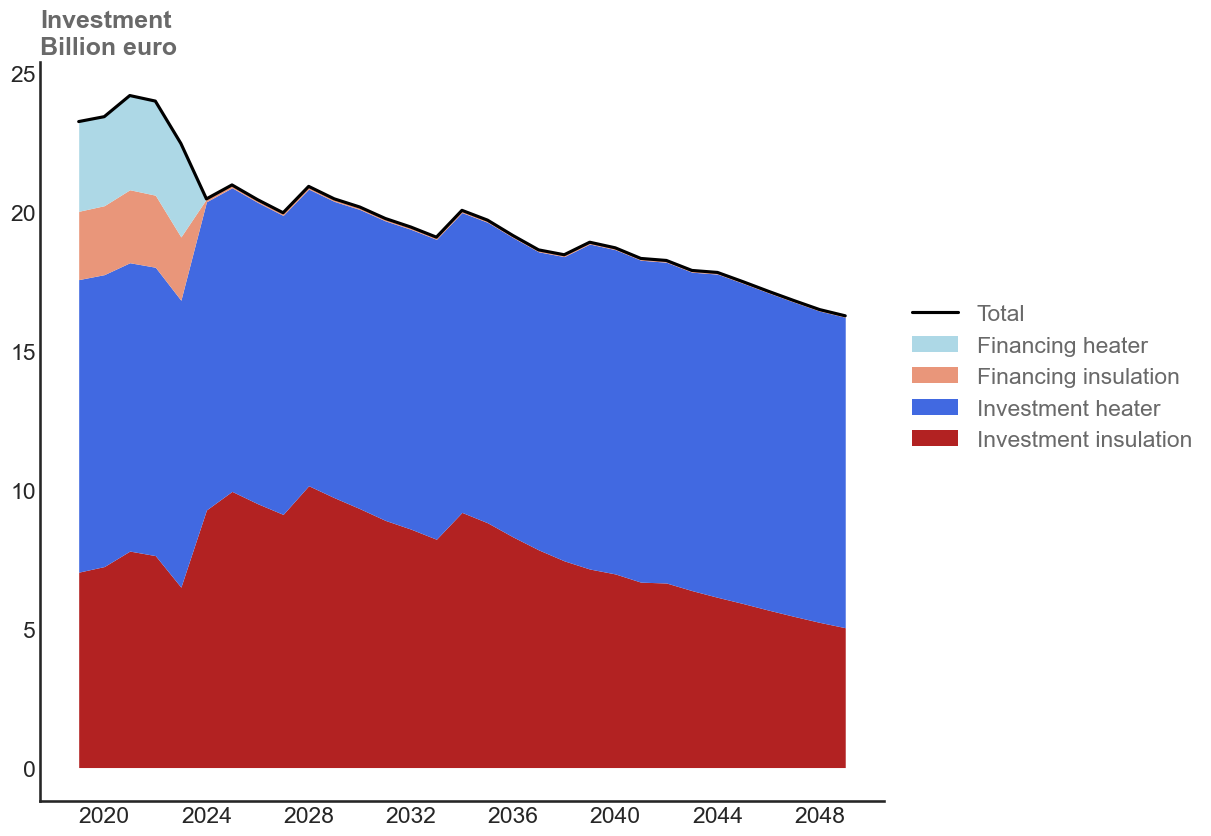 Investment
Billion euro
25
20
15
10
5
0
2020 2024 2028 2032 2036 2040 2044 2048
Total
Financing heater
Financing insulation
Investment heater
Investment insulation